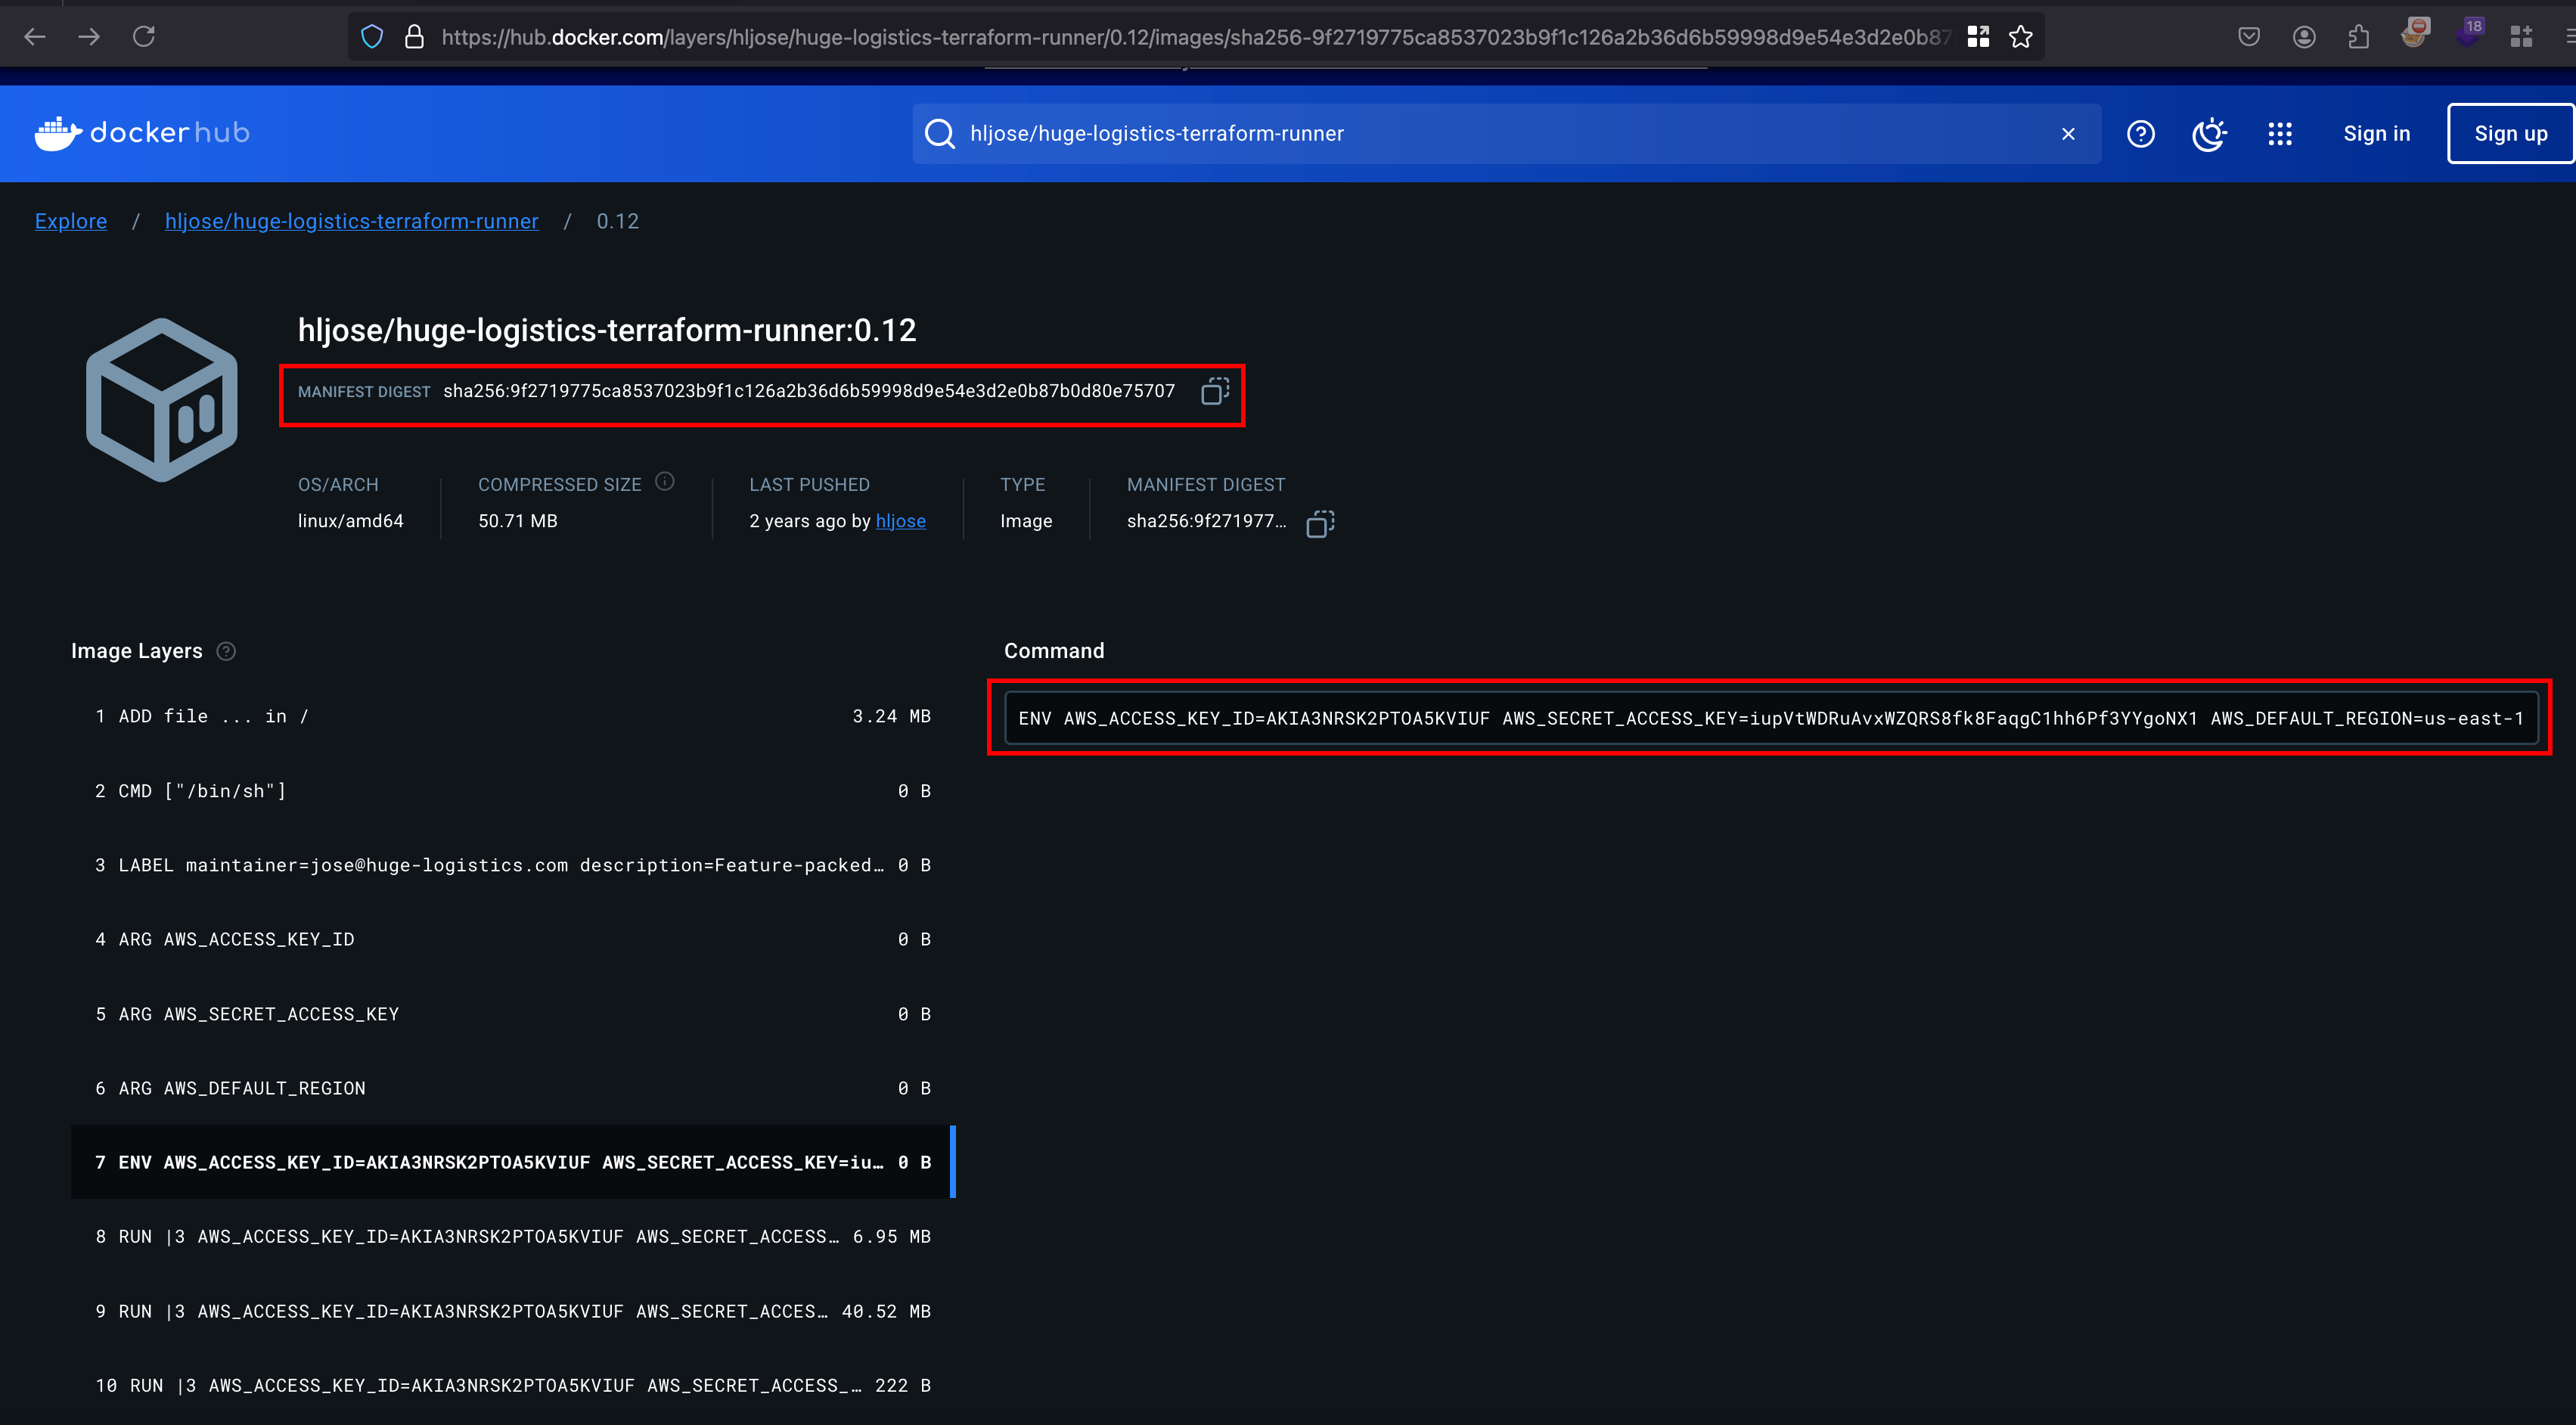 https://hub.docker.com/layers/hljose/huge-logistics-terraform-runner/0.12/images/sha256-9f2719775ca8537023b9f1c126a2b36d6b59998d9e54e3d2e0b87
18
docker hub
hljose/huge-logistics-terraform-runner
Sign in
Sign up
Explore / hljose/huge-logistics-terraform-runner / 0.12
hljose/huge-logistics-terraform-runner:0.12
MANIFEST DIGEST sha256:9f2719775ca8537023b9f1c126a2b36d6b59998d9e54e3d2e0b87b0d80e75707
OS/ARCH
linux/amd64
COMPRESSED SIZE
50.71 MB
LAST PUSHED
2 years ago by hljose
TYPE
Image
MANIFEST DIGEST
sha256:9f271977...
Image Layers
1 ADD file ... in / 3.24 MB
2 CMD ["/bin/sh"] 0 B
3 LABEL maintainer=jose@huge-logistics.com description=Feature-packed… 0 B
4 ARG AWS_ACCESS_KEY_ID 0 B
5 ARG AWS_SECRET_ACCESS_KEY 0 B
6 ARG AWS_DEFAULT_REGION 0 B
7 ENV AWS_ACCESS_KEY_ID=AKIA3NRSK2PTOA5KVIUF AWS_SECRET_ACCESS_KEY=iu… 0 B
8 RUN |3 AWS_ACCESS_KEY_ID=AKIA3NRSK2PTOA5KVIUF AWS_SECRET_ACCESS… 6.95 MB
9 RUN |3 AWS_ACCESS_KEY_ID=AKIA3NRSK2PTOA5KVIUF AWS_SECRET_ACCES… 40.52 MB
10 RUN |3 AWS_ACCESS_KEY_ID=AKIA3NRSK2PTOA5KVIUF AWS_SECRET_ACCESS_… 222 B
Command
ENV AWS_ACCESS_KEY_ID=AKIA3NRSK2PTOA5KVIUF AWS_SECRET_ACCESS_KEY=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 AWS_DEFAULT_REGION=us-east-1